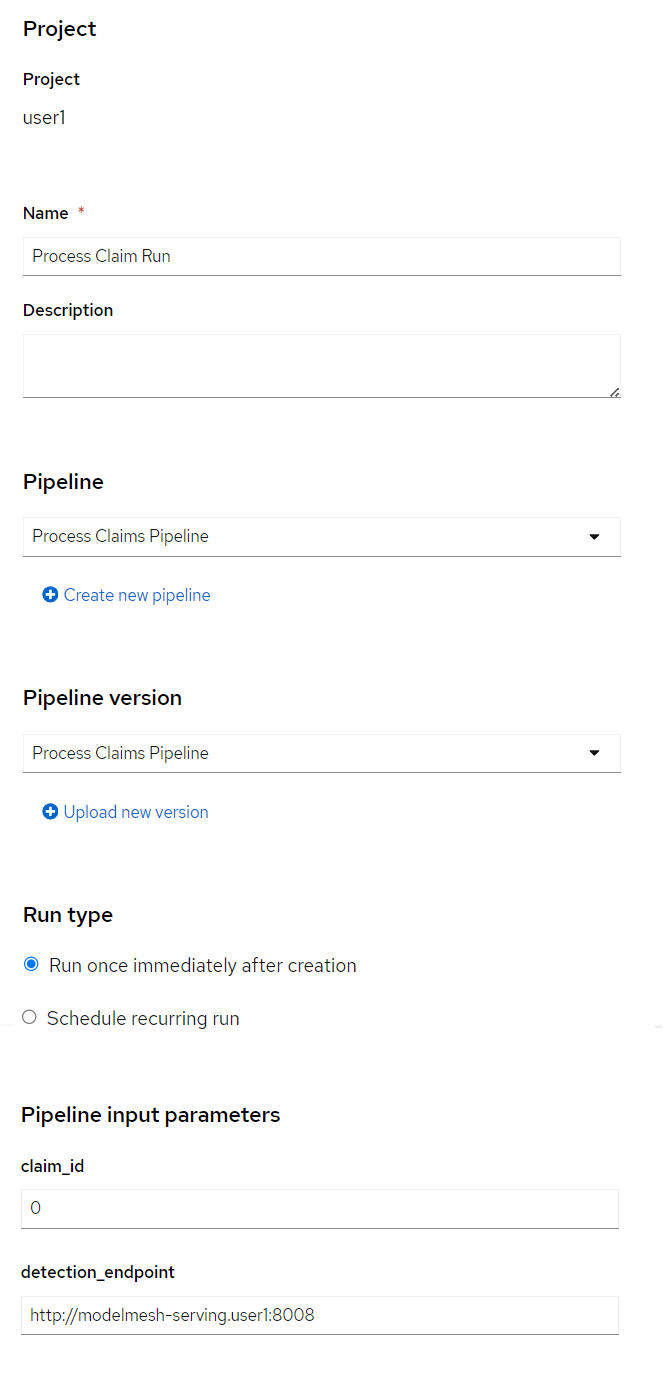 Project
Project
user1
Name *
Process Claim Run
Description
Pipeline
Process Claims Pipeline
Create new pipeline
Pipeline version
Process Claims Pipeline
Upload new version
Run type
Run once immediately after creation
Schedule recurring run
Pipeline input parameters
claim_id
0
detection_endpoint
http://modelmesh-serving.user1:8008